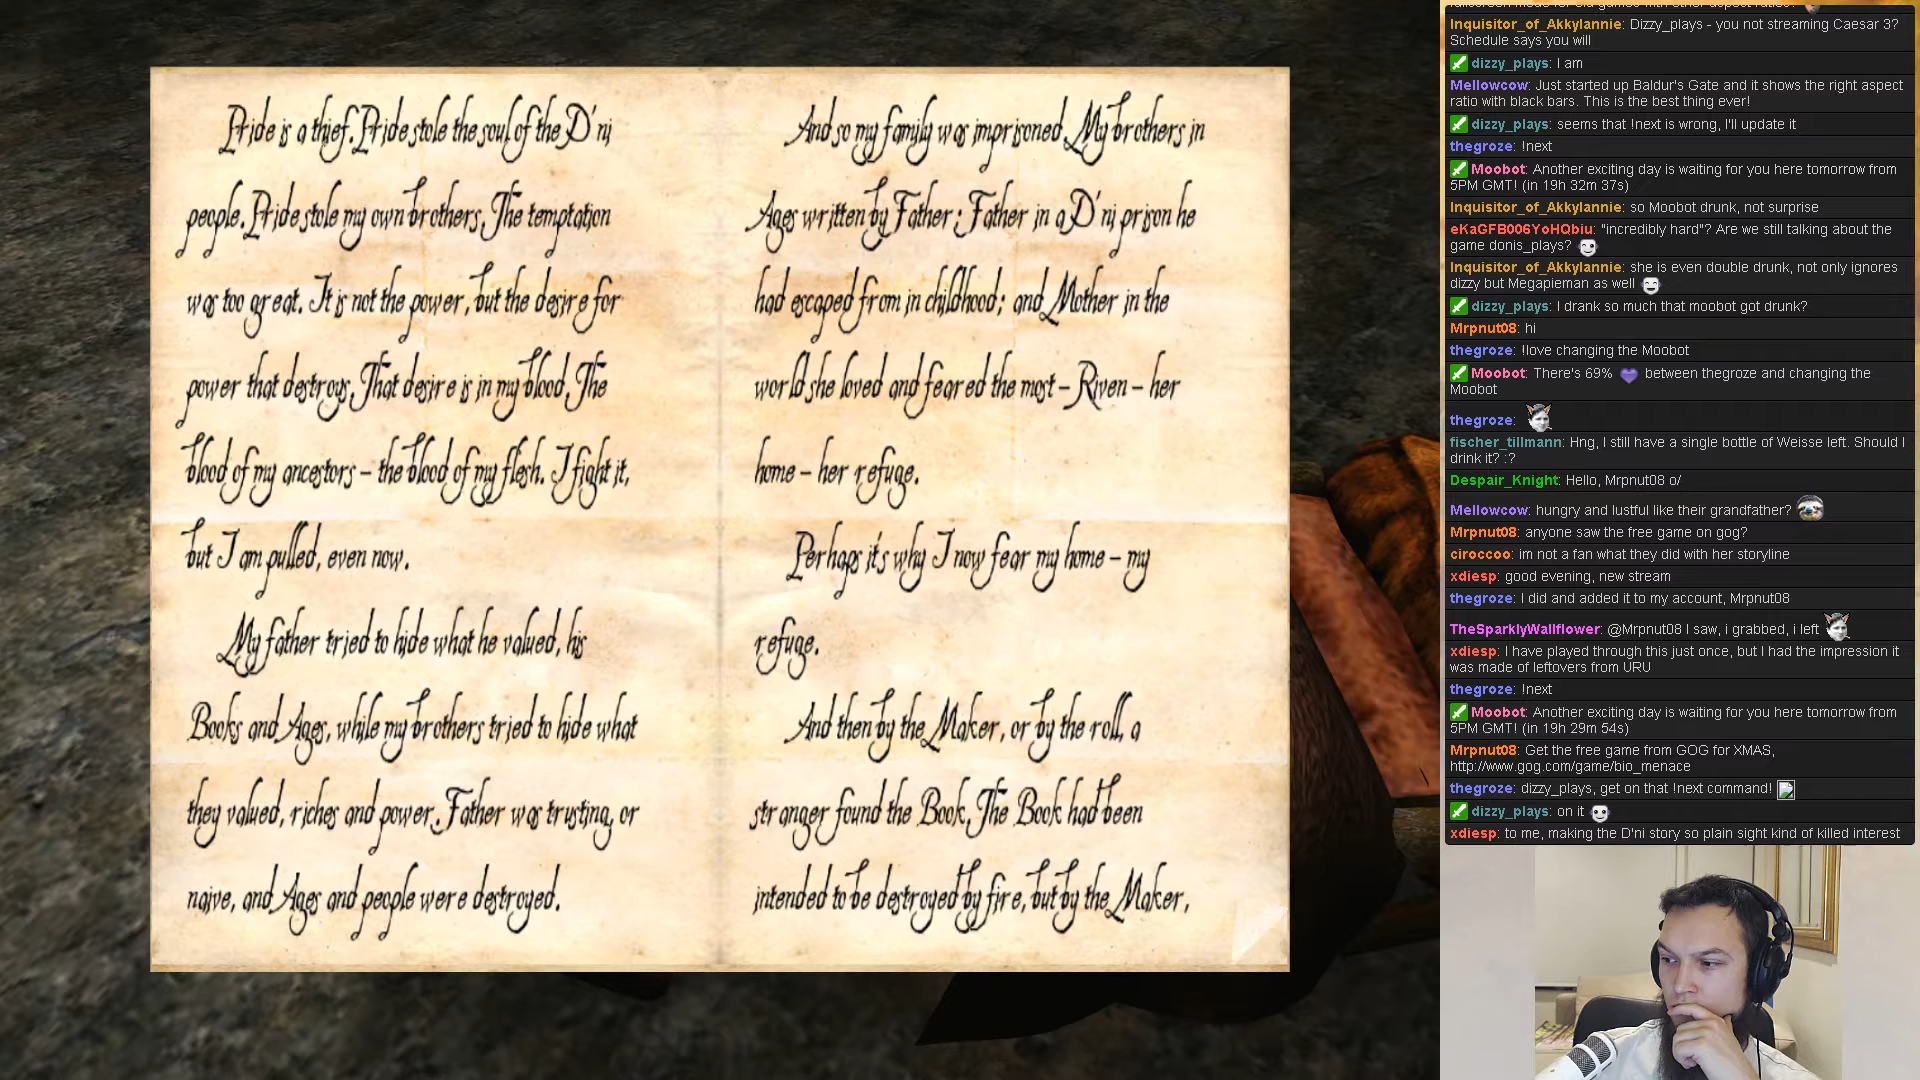 Pride is a thief. Pride stole the soul of the D'ni
people. Pride stole my own brothers. The temptation
was too great. It is not the power, but the desire for
power that destroys. That desire is in my blood. The
blood of my ancestors – the blood of my flesh. I fight it,
but I am pulled, even now.
My father tried to hide what he valued, his
Books and Ages, while my brothers tried to hide what
they valued, riches and power. Father was trusting, or
naive, and Ages and people were destroyed.
And so my family was imprisoned. My brothers in
Ages written by Father; Father in a D'ni prison he
had escaped from in childhood; and Mother in the
world she loved and feared the most – Riven – her
home – her refuge.
Perhaps it's why I now fear my home – my
refuge.
And then by the Maker, or by the roll, a
stranger found the Book. The Book had been
intended to be destroyed by fire, but by the Maker,
Inquisitor_of_Akkylannie: Dizzy_plays - you not streaming Caesar 3?
Schedule says you will
dizzy_plays: I am
Mellowcow: Just started up Baldur's Gate and it shows the right aspect
ratio with black bars. This is the best thing ever!
dizzy_plays: seems that !next is wrong, I'll update it
thegroze: !next
Moobot: Another exciting day is waiting for you here tomorrow from
5PM GMT! (in 19h 32m 37s)
Inquisitor_of_Akkylannie: so Moobot drunk, not surprise
eKaGFB006YoHQbiu: "incredibly hard"? Are we still talking about the
game donis_plays?
Inquisitor_of_Akkylannie: she is even double drunk, not only ignores
dizzy but Megapieman as well
dizzy_plays: I drank so much that moobot got drunk?
Mrpnut08: hi
thegroze: !love changing the Moobot
Moobot: There's 69% between thegroze and changing the
Moobot
thegroze:
fischer_tillmann: Hng, I still have a single bottle of Weisse left. Should I
drink it? :?
Despair_Knight: Hello, Mrpnut08 o/
Mellowcow: hungry and lustful like their grandfather?
Mrpnut08: anyone saw the free game on gog?
ciroccoo: im not a fan what they did with her storyline
xdiesp: good evening, new stream
thegroze: I did and added it to my account, Mrpnut08
TheSparklyWallflower: @Mrpnut08 I saw, i grabbed, i left
xdiesp: I have played through this just once, but I had the impression it
was made of leftovers from URU
thegroze: !next
Moobot: Another exciting day is waiting for you here tomorrow from
5PM GMT! (in 19h 29m 54s)
Mrpnut08: Get the free game from GOG for XMAS,
http://www.gog.com/game/bio_menace
thegroze: dizzy_plays, get on that !next command!
dizzy_plays: on it
xdiesp: to me, making the D'ni story so plain sight kind of killed interest